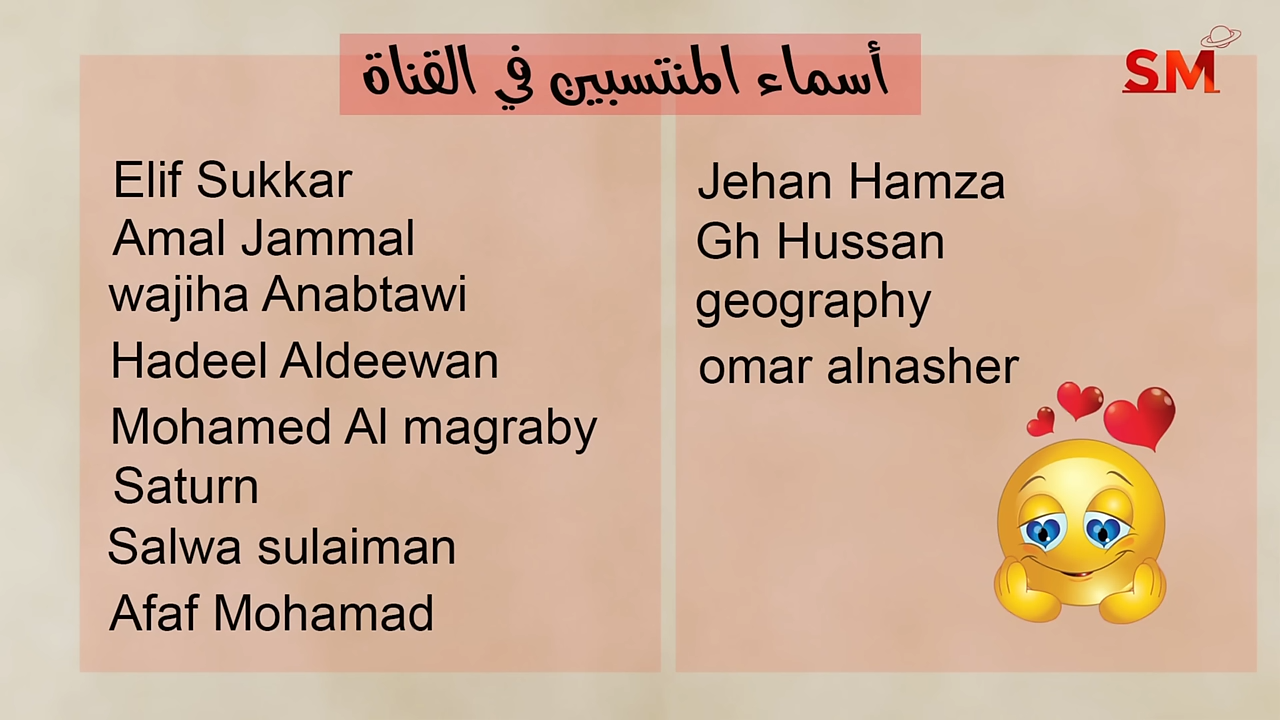 أسماء المنتسبين في القناة
SM
Elif Sukkar
Amal Jammal
wajiha Anabtawi
Hadeel Aldeewan
Mohamed Al magraby
Saturn
Salwa sulaiman
Afaf Mohamad
Jehan Hamza
Gh Hussan
geography
omar alnasher